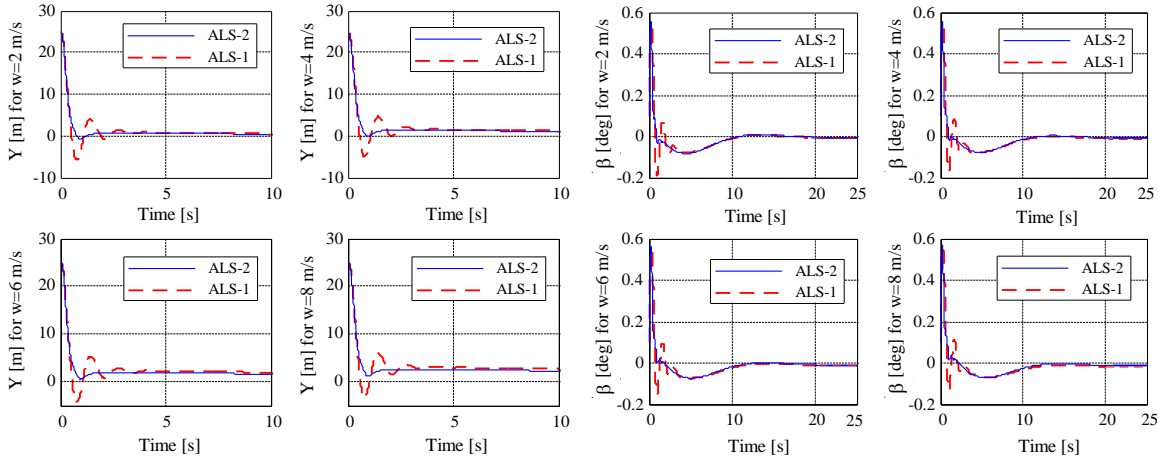 Y [m] for w=2 m/s
30
20
10
0
-10
ALS-2
ALS-1
0 5 10
Time [s]
Y [m] for w=4 m/s
30
20
10
0
-10
ALS-2
ALS-1
0 5 10
Time [s]
β [deg] for w=2 m/s
0.6
0.4
0.2
0
-0.2
ALS-2
ALS-1
0 10 20 25
Time [s]
β [deg] for w=4 m/s
0.6
0.4
0.2
0
-0.2
ALS-2
ALS-1
0 10 20 25
Time [s]
Y [m] for w=6 m/s
30
20
10
0
ALS-2
ALS-1
0 5 10
Time [s]
Y [m] for w=8 m/s
30
20
10
0
ALS-2
ALS-1
0 5 10
Time [s]
β [deg] for w=6 m/s
0.6
0.4
0.2
0
-0.2
ALS-2
ALS-1
0 10 20 25
Time [s]
β [deg] for w=8 m/s
0.6
0.4
0.2
0
-0.2
ALS-2
ALS-1
0 10 20 25
Time [s]